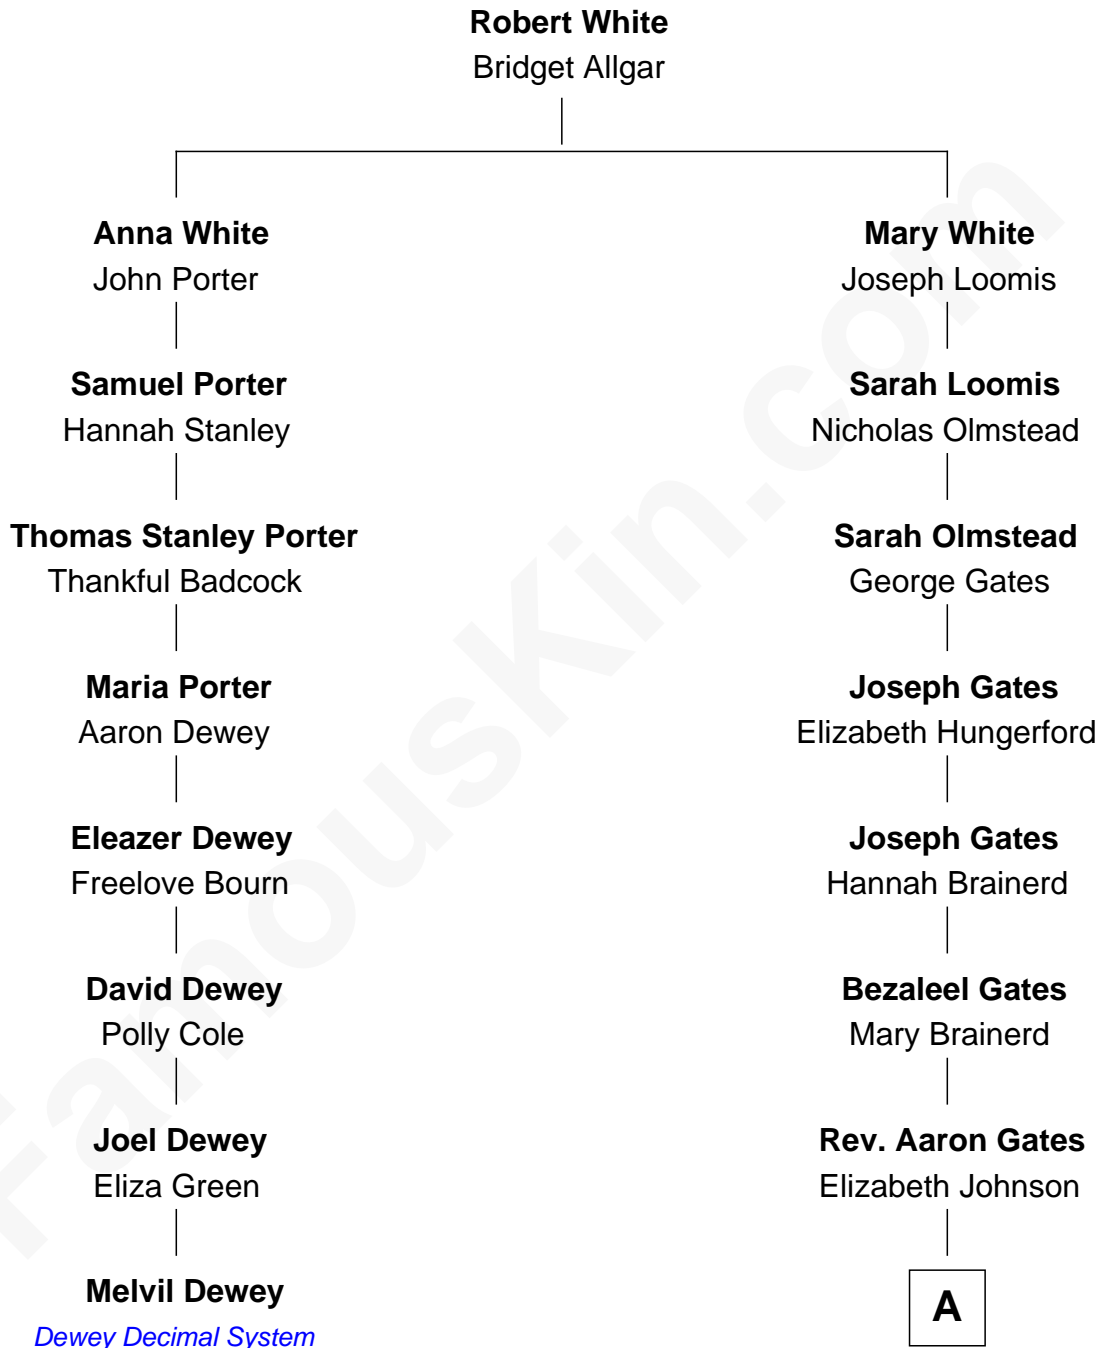 Robert White
Bridget Allgar
Anna White
John Porter
Mary White
Joseph Loomis
Samuel Porter
Hannah Stanley
Sarah Loomis
Nicholas Olmstead
Thomas Stanley Porter
Thankful Badcock
Sarah Olmstead
George Gates
Maria Porter
Aaron Dewey
Joseph Gates
Elizabeth Hungerford
Eleazer Dewey
Freelove Bourn
Joseph Gates
Hannah Brainerd
David Dewey
Polly Cole
Bezaleel Gates
Mary Brainerd
Joel Dewey
Eliza Green
Rev. Aaron Gates
Elizabeth Johnson
Melvil Dewey
Dewey Decimal System
A
FamousKin.com